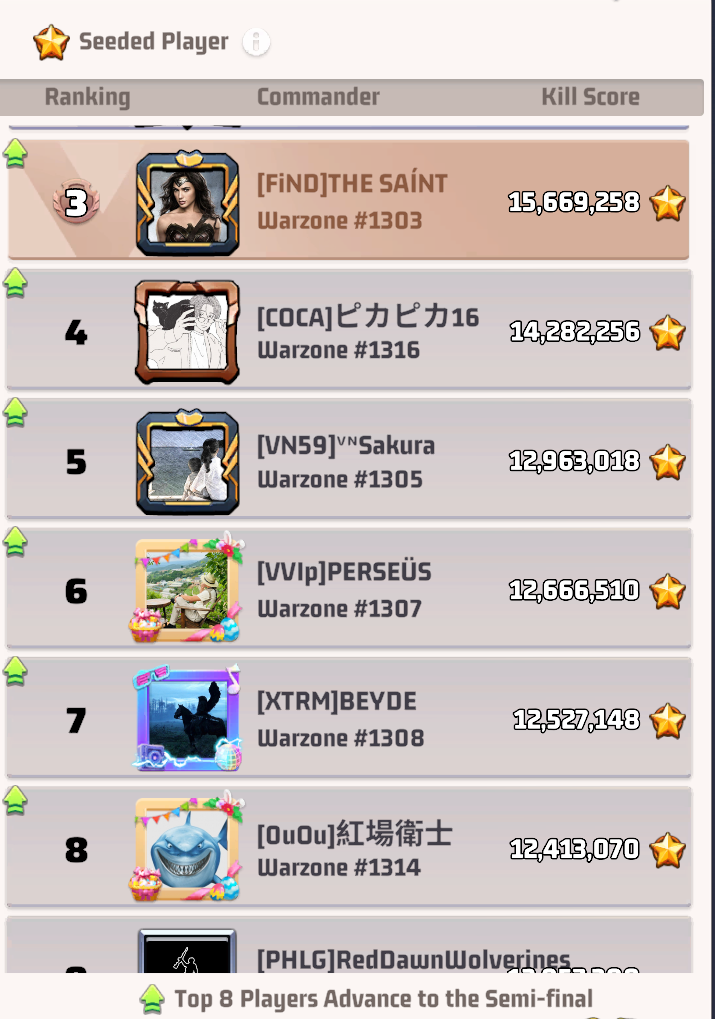 Seeded Player
Ranking Commander Kill Score
3 [FiND]THE SAÍNT 15,669,258
Warzone #1303
4 [COCA]ピカピカ16 14,282,256
Warzone #1316
5 [VN59]ᵛᴺSakura 12,963,018
Warzone #1305
6 [VVIp]PERSEÜS 12,666,510
Warzone #1307
7 [XTRM]BEYDE 12,527,148
Warzone #1308
8 [OuOu]紅場衛士 12,413,070
Warzone #1314
[PHLG]RedDawnWolverines
Top 8 Players Advance to the Semi-final